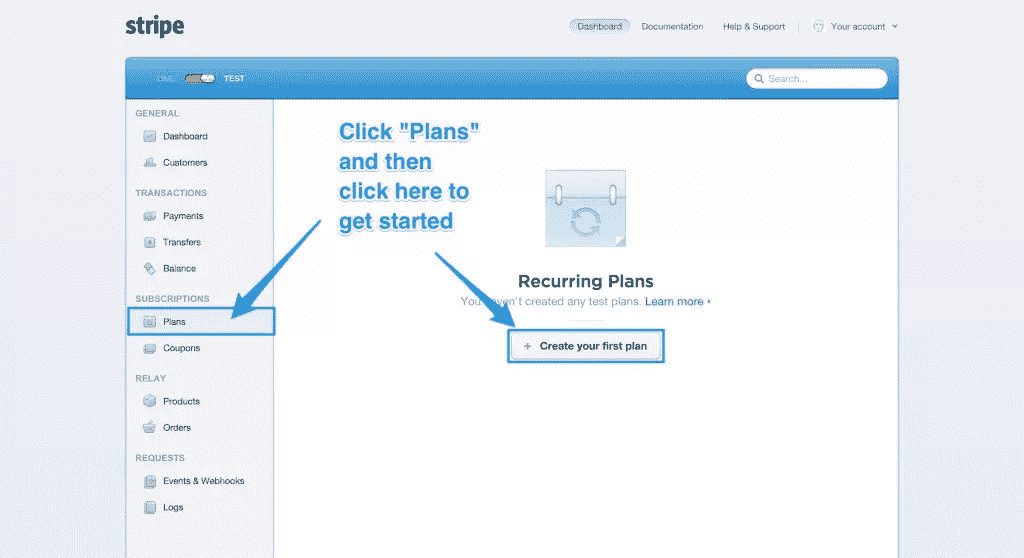 stripe
Dashboard
Documentation
Help & Support
Your account
LIVE
TEST
Search...
GENERAL
Dashboard
Customers
TRANSACTIONS
Payments
Transfers
Balance
SUBSCRIPTIONS
Plans
Coupons
RELAY
Products
Orders
REQUESTS
Events & Webhooks
Logs
Click "Plans"
and then
click here to
get started
Recurring Plans
You haven't created any test plans. Learn more
+ Create your first plan